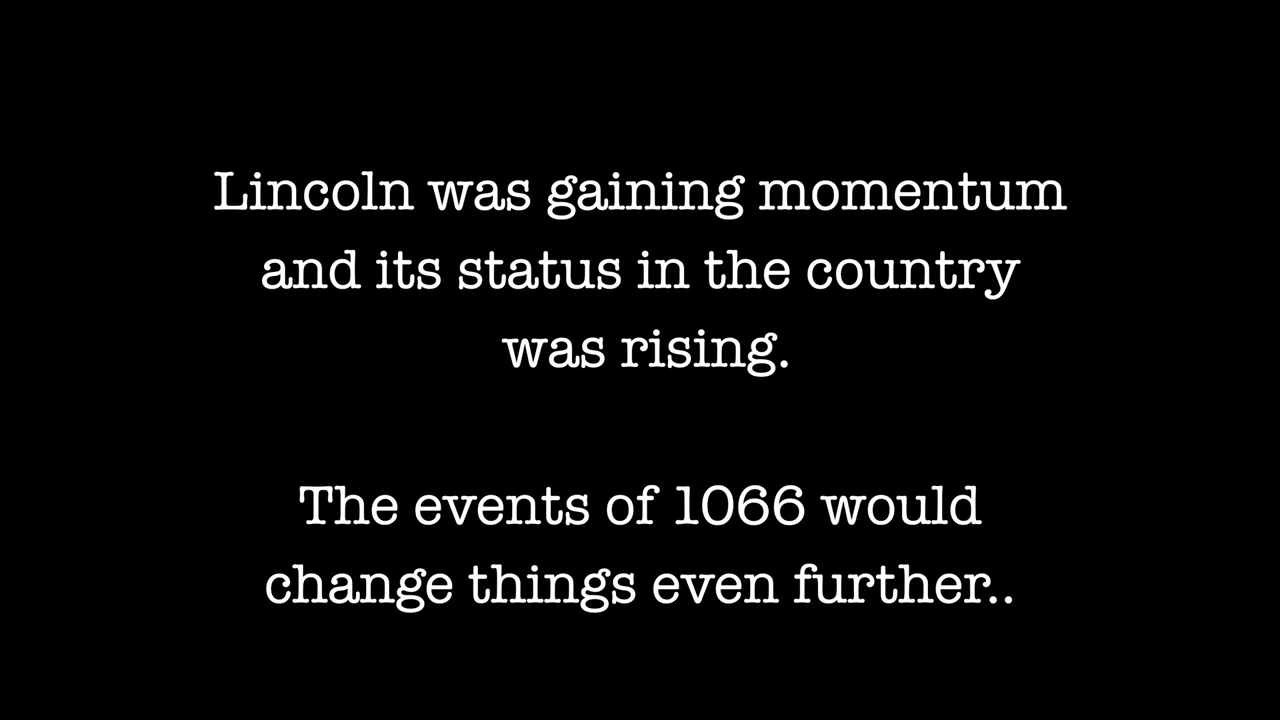 Lincoln was gaining momentum
and its status in the country
was rising.
The events of 1066 would
change things even further..